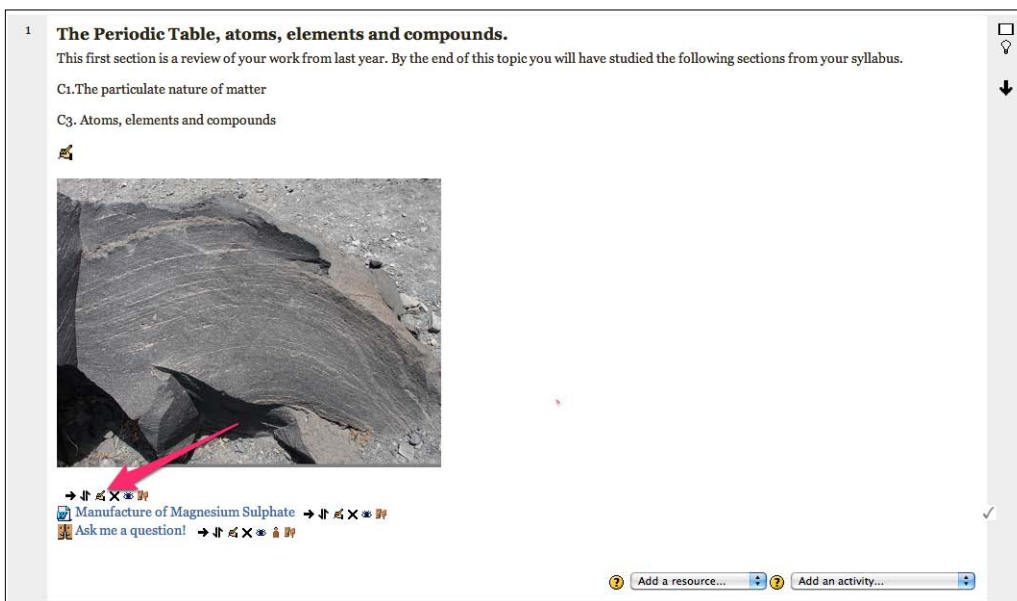 1
The Periodic Table, atoms, elements and compounds.
This first section is a review of your work from last year. By the end of this topic you will have studied the following sections from your syllabus.
C1.The particulate nature of matter
C3. Atoms, elements and compounds
Manufacture of Magnesium Sulphate
Ask me a question!
? Add a resource... ? Add an activity...